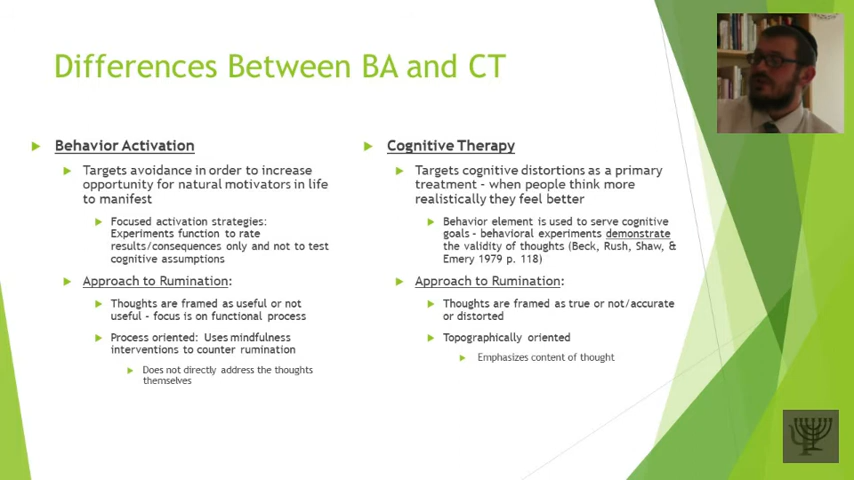 Differences Between BA and CT
Behavior Activation
Targets avoidance in order to increase
opportunity for natural motivators in life
to manifest
Focused activation strategies:
Experiments function to rate
results/consequences only and not to test
cognitive assumptions
Approach to Rumination:
Thoughts are framed as useful or not
useful – focus is on functional process
Process oriented: Uses mindfulness
interventions to counter rumination
Does not directly address the thoughts
themselves
Cognitive Therapy
Targets cognitive distortions as a primary
treatment – when people think more
realistically they feel better
Behavior element is used to serve cognitive
goals – behavioral experiments demonstrate
the validity of thoughts (Beck, Rush, Shaw, &
Emery 1979 p. 118)
Approach to Rumination:
Thoughts are framed as true or not/accurate
or distorted
Topographically oriented
Emphasizes content of thought